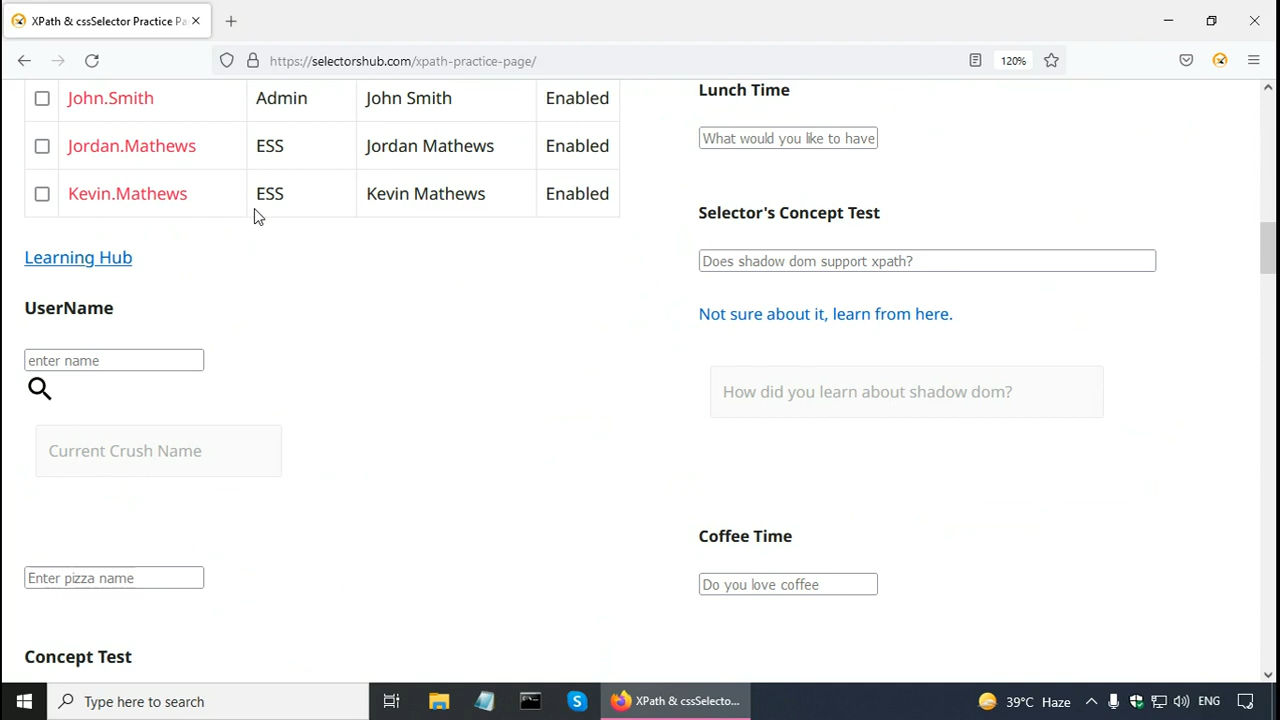 XPath & cssSelector Practice Pa
https://selectorshub.com/xpath-practice-page/
120%
John.Smith Admin John Smith Enabled
Jordan.Mathews ESS Jordan Mathews Enabled
Kevin.Mathews ESS Kevin Mathews Enabled
Learning Hub
UserName
enter name
Current Crush Name
Enter pizza name
Concept Test
Lunch Time
What would you like to have
Selector's Concept Test
Does shadow dom support xpath?
Not sure about it, learn from here.
How did you learn about shadow dom?
Coffee Time
Do you love coffee
Type here to search
XPath & cssSelecto...
39°C Haze
ENG